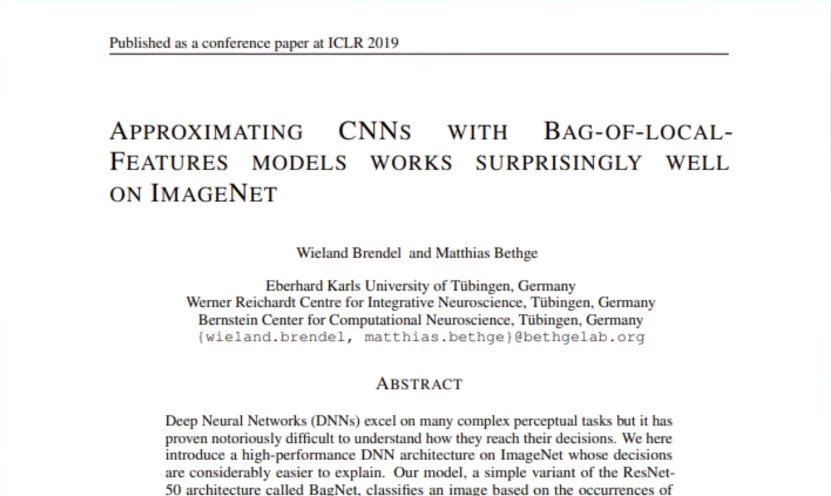 Published as a conference paper at ICLR 2019
APPROXIMATING CNNS WITH BAG-OF-LOCAL-
FEATURES MODELS WORKS SURPRISINGLY WELL
ON IMAGENET
Wieland Brendel and Matthias Bethge
Eberhard Karls University of Tübingen, Germany
Werner Reichardt Centre for Integrative Neuroscience, Tübingen, Germany
Bernstein Center for Computational Neuroscience, Tübingen, Germany
{wieland.brendel, matthias.bethge}@bethgelab.org
ABSTRACT
Deep Neural Networks (DNNs) excel on many complex perceptual tasks but it has
proven notoriously difficult to understand how they reach their decisions. We here
introduce a high-performance DNN architecture on ImageNet whose decisions
are considerably easier to explain. Our model, a simple variant of the ResNet-
50 architecture called BagNet, classifies an image based on the occurrences of